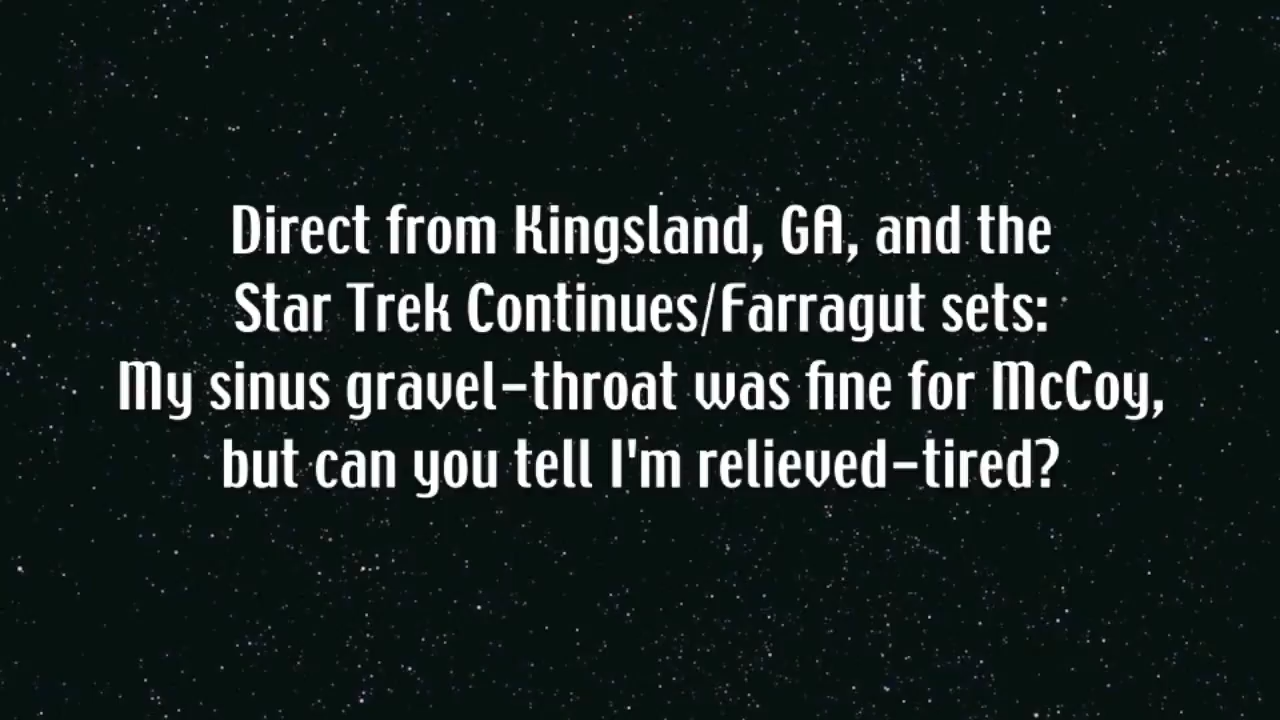 Direct from Kingsland, GA, and the
Star Trek Continues/Farragut sets:
My sinus gravel-throat was fine for McCoy,
but can you tell I'm relieved-tired?